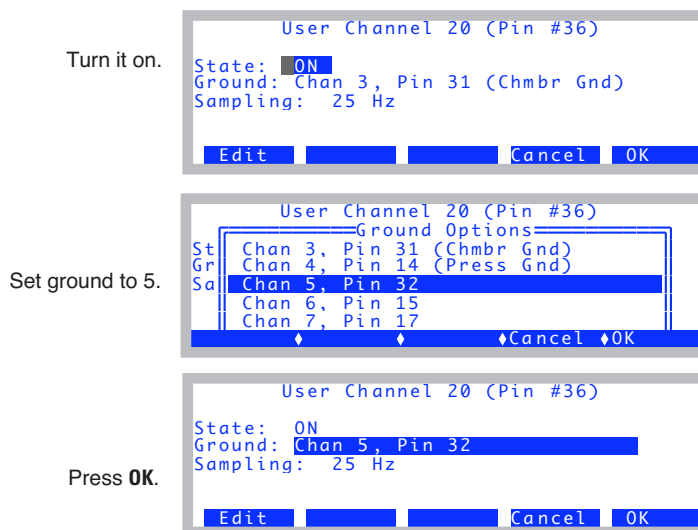 Turn it on.
User Channel 20 (Pin #36)
State: ON
Ground: Chan 3, Pin 31 (Chmbr Gnd)
Sampling: 25 Hz
Edit Cancel OK
Set ground to 5.
User Channel 20 (Pin #36)
Ground Options
St Chan 3, Pin 31 (Chmbr Gnd)
Gr Chan 4, Pin 14 (Press Gnd)
Sa Chan 5, Pin 32
Chan 6, Pin 15
Chan 7, Pin 17
♦ ♦ ♦Cancel ♦OK
Press OK.
User Channel 20 (Pin #36)
State: ON
Ground: Chan 5, Pin 32
Sampling: 25 Hz
Edit Cancel OK